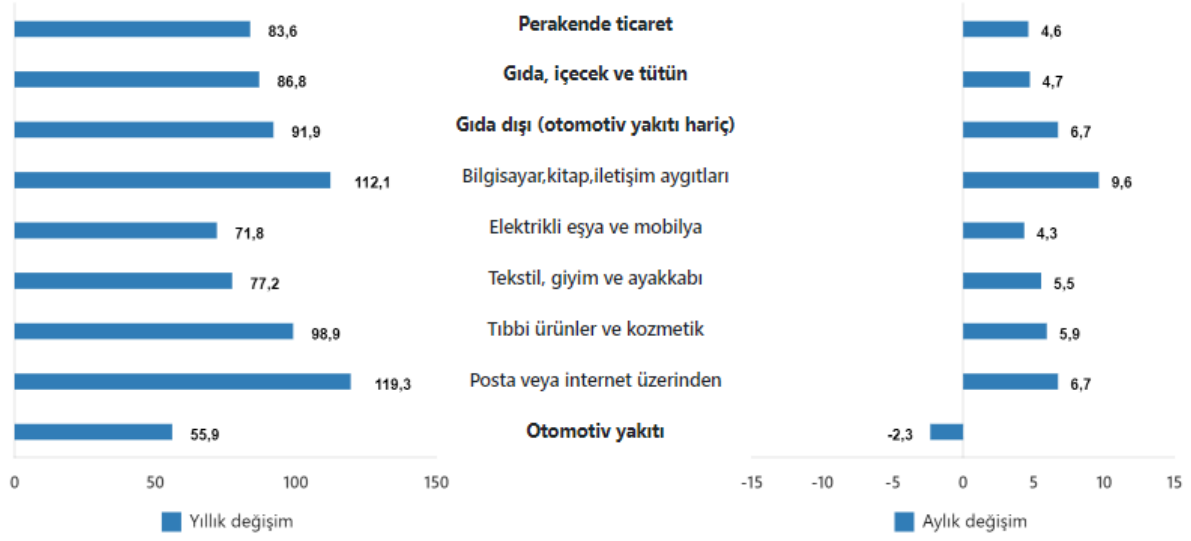 83,6 Perakende ticaret 4,6
86,8 Gıda, içecek ve tütün 4,7
91,9 Gıda dışı (otomotiv yakıtı hariç) 6,7
112,1 Bilgisayar,kitap,iletişim aygıtları 9,6
71,8 Elektrikli eşya ve mobilya 4,3
77,2 Tekstil, giyim ve ayakkabı 5,5
98,9 Tıbbi ürünler ve kozmetik 5,9
119,3 Posta veya internet üzerinden 6,7
55,9 Otomotiv yakıtı -2,3
0 50 100 150 -15 -10 -5 0 5 10 15
Yıllık değişim Aylık değişim